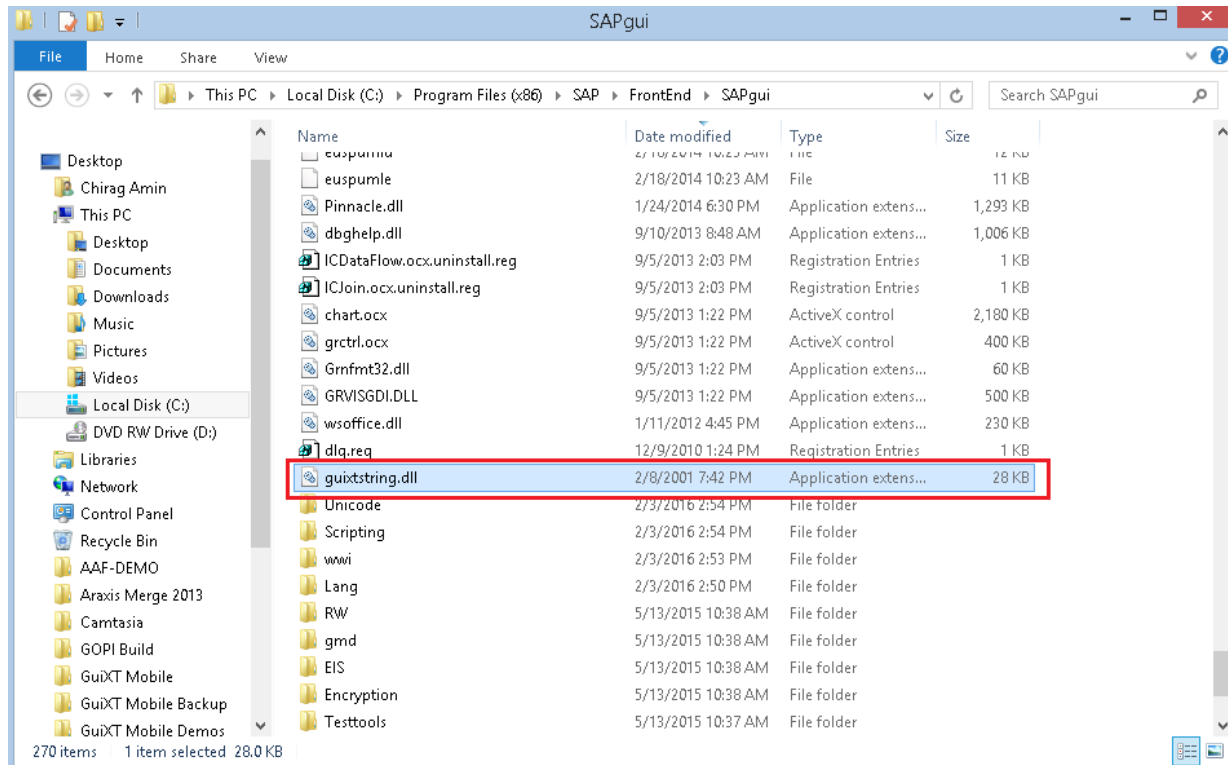 SAPgui
File Home Share View
This PC Local Disk (C:) Program Files (x86) SAP FrontEnd SAPgui Search SAPgui
Name Date modified Type Size
Desktop
Chirag Amin
This PC
Desktop
Documents
Downloads
Music
Pictures
Videos
Local Disk (C:)
DVD RW Drive (D:)
Libraries
Network
Control Panel
Recycle Bin
AAF-DEMO
Araxis Merge 2013
Camtasia
GOPI Build
GuiXT Mobile
GuiXT Mobile Backup
GuiXT Mobile Demos
euspumle 2/18/2014 10:23 AM File 11 KB
Pinnacle.dll 1/24/2014 6:30 PM Application extens... 1,293 KB
dbghelp.dll 9/10/2013 8:48 AM Application extens... 1,006 KB
ICDataFlow.ocx.uninstall.reg 9/5/2013 2:03 PM Registration Entries 1 KB
ICJoin.ocx.uninstall.reg 9/5/2013 2:03 PM Registration Entries 1 KB
chart.ocx 9/5/2013 1:22 PM ActiveX control 2,180 KB
grctrl.ocx 9/5/2013 1:22 PM ActiveX control 400 KB
Grnfmt32.dll 9/5/2013 1:22 PM Application extens... 60 KB
GRVISGDI.DLL 9/5/2013 1:22 PM Application extens... 500 KB
wsoffice.dll 1/11/2012 4:45 PM Application extens... 230 KB
dlq.reg 12/9/2010 1:24 PM Registration Entries 1 KB
guixtstring.dll 2/8/2001 7:42 PM Application extens... 28 KB
Unicode 2/3/2016 2:54 PM File folder
Scripting 2/3/2016 2:54 PM File folder
wwi 2/3/2016 2:53 PM File folder
Lang 2/3/2016 2:50 PM File folder
RW 5/13/2015 10:38 AM File folder
gmd 5/13/2015 10:38 AM File folder
EIS 5/13/2015 10:38 AM File folder
Encryption 5/13/2015 10:38 AM File folder
Testtools 5/13/2015 10:37 AM File folder
270 items 1 item selected 28.0 KB